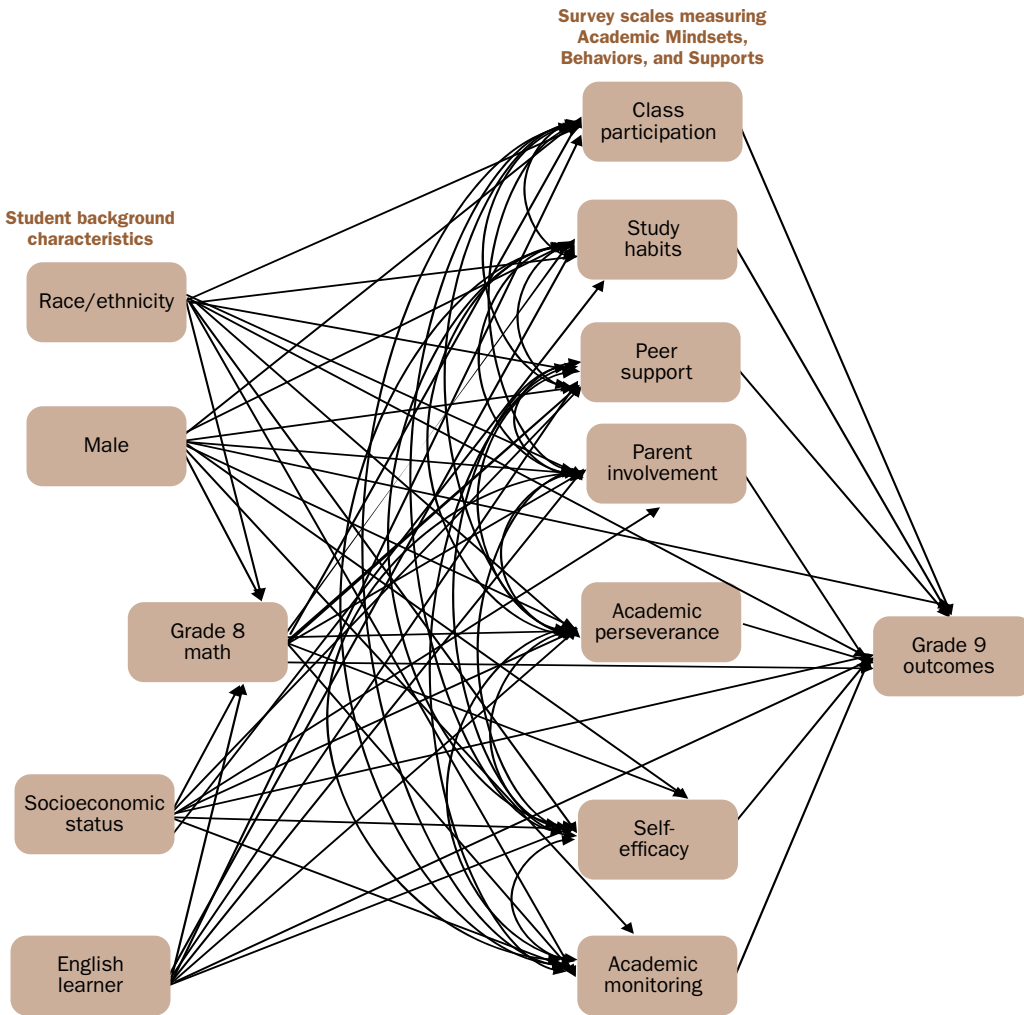 Survey scales measuring
Academic Mindsets,
Behaviors, and Supports
Class
participation
Study
habits
Student background
characteristics
Race/ethnicity
Peer
support
Male
Parent
involvement
Grade 8
math
Academic
perseverance
Grade 9
outcomes
Socioeconomic
status
Self-
efficacy
English
learner
Academic
monitoring